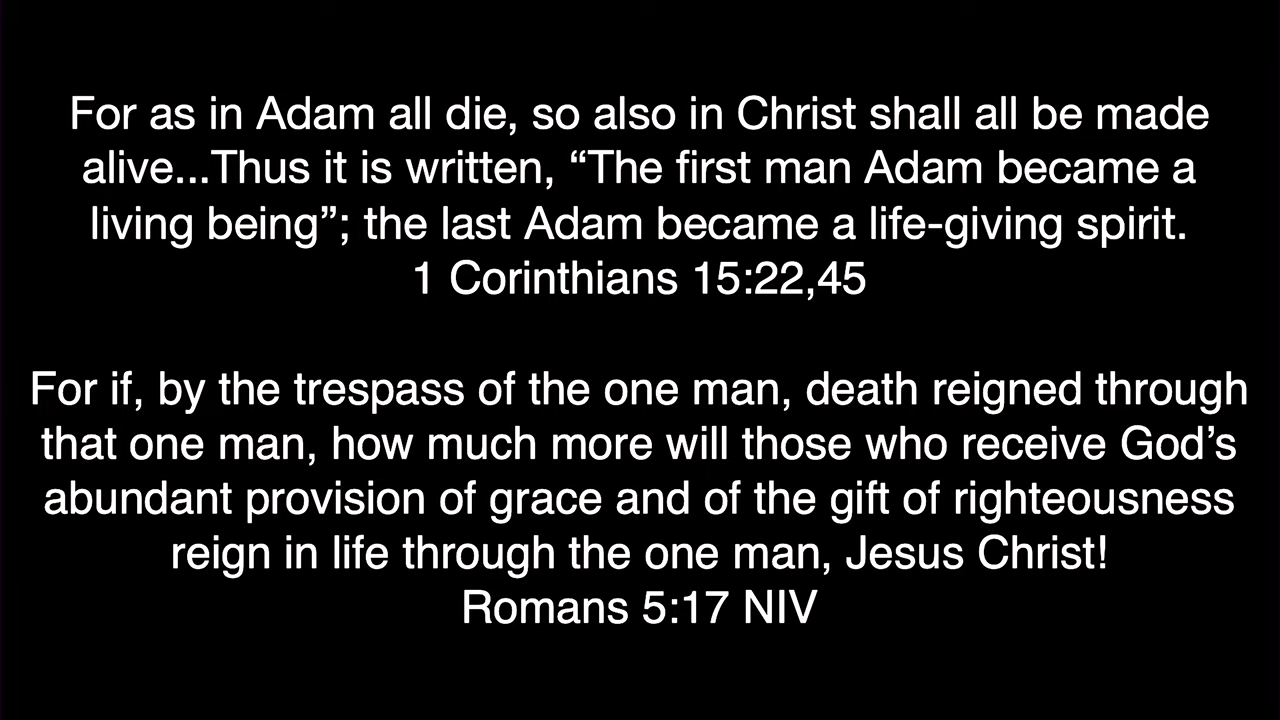 For as in Adam all die, so also in Christ shall all be made
alive...Thus it is written, “The first man Adam became a
living being”; the last Adam became a life-giving spirit.
1 Corinthians 15:22,45
For if, by the trespass of the one man, death reigned through
that one man, how much more will those who receive God’s
abundant provision of grace and of the gift of righteousness
reign in life through the one man, Jesus Christ!
Romans 5:17 NIV